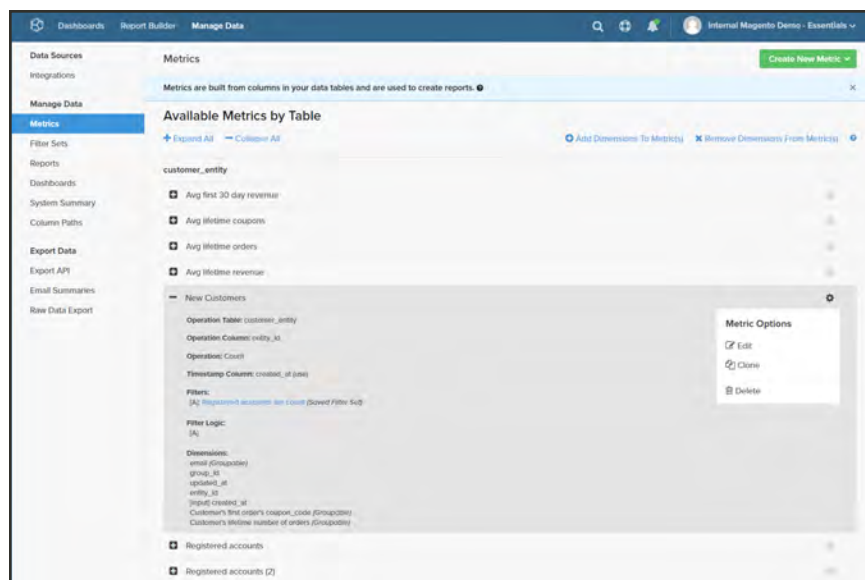 Dashboards Report Builder Manage Data Internal Magento Demo - Essentials
Data Sources
Integrations
Manage Data
Metrics
Filter Sets
Reports
Dashboards
System Summary
Column Paths
Export Data
Export API
Email Summaries
Raw Data Export
Metrics
Create New Metric
Metrics are built from columns in your data tables and are used to create reports.
Available Metrics by Table
Expand All Collapse All Add Dimensions To Metric(s) Remove Dimensions From Metric(s)
customer_entity
Avg first 30 day revenue
Avg lifetime coupons
Avg lifetime orders
Avg lifetime revenue
New Customers
Operation Table: customer_entity
Operation Column: entity_id
Operation: Count
Timestamp Column: created_at
Filters:
[A] Registered accounts we count (Saved Filter Set)
Filter Logic:
[A]
Dimensions:
email (Groupable)
group_id
updated_at
entity_id
[input] created_at
Customer's first order's coupon_code (Groupable)
Customer's lifetime number of orders (Groupable)
Metric Options
Edit
Clone
Delete
Registered accounts
Registered accounts (2)